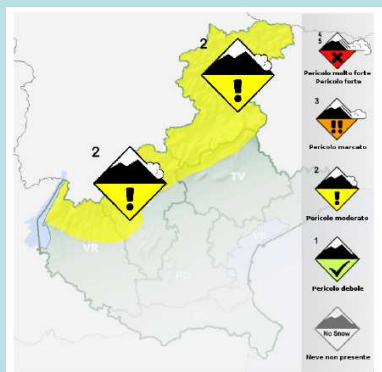 2
2
TV
VR
PD
4
5
Pericolo molto forte
Pericolo forte
3
Pericolo marcato
2
Pericolo moderato
1
Pericolo debole
No Snow
Neve non presente